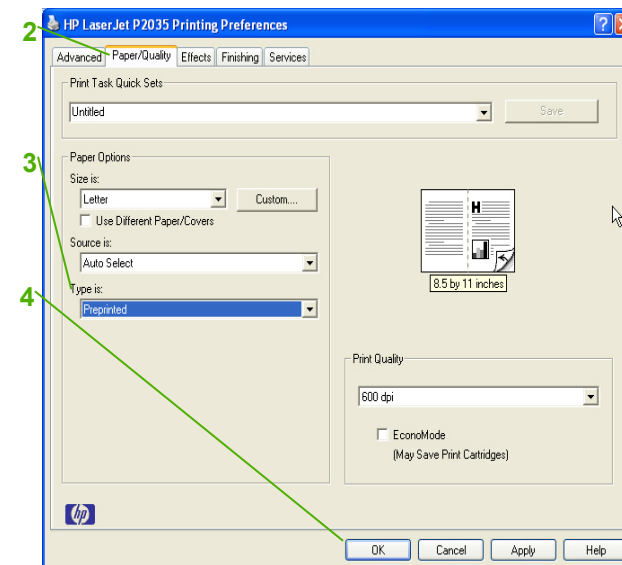 2
HP LaserJet P2035 Printing Preferences
Advanced Paper/Quality Effects Finishing Services
Print Task Quick Sets
Untitled
Save
3
Paper Options
Size is:
Letter
Custom....
Use Different Paper/Covers
Source is:
Auto Select
Type is:
4
Preprinted
H
8.5 by 11 inches
Print Quality
600 dpi
EconoMode
(May Save Print Cartridges)
hp
OK Cancel Apply Help